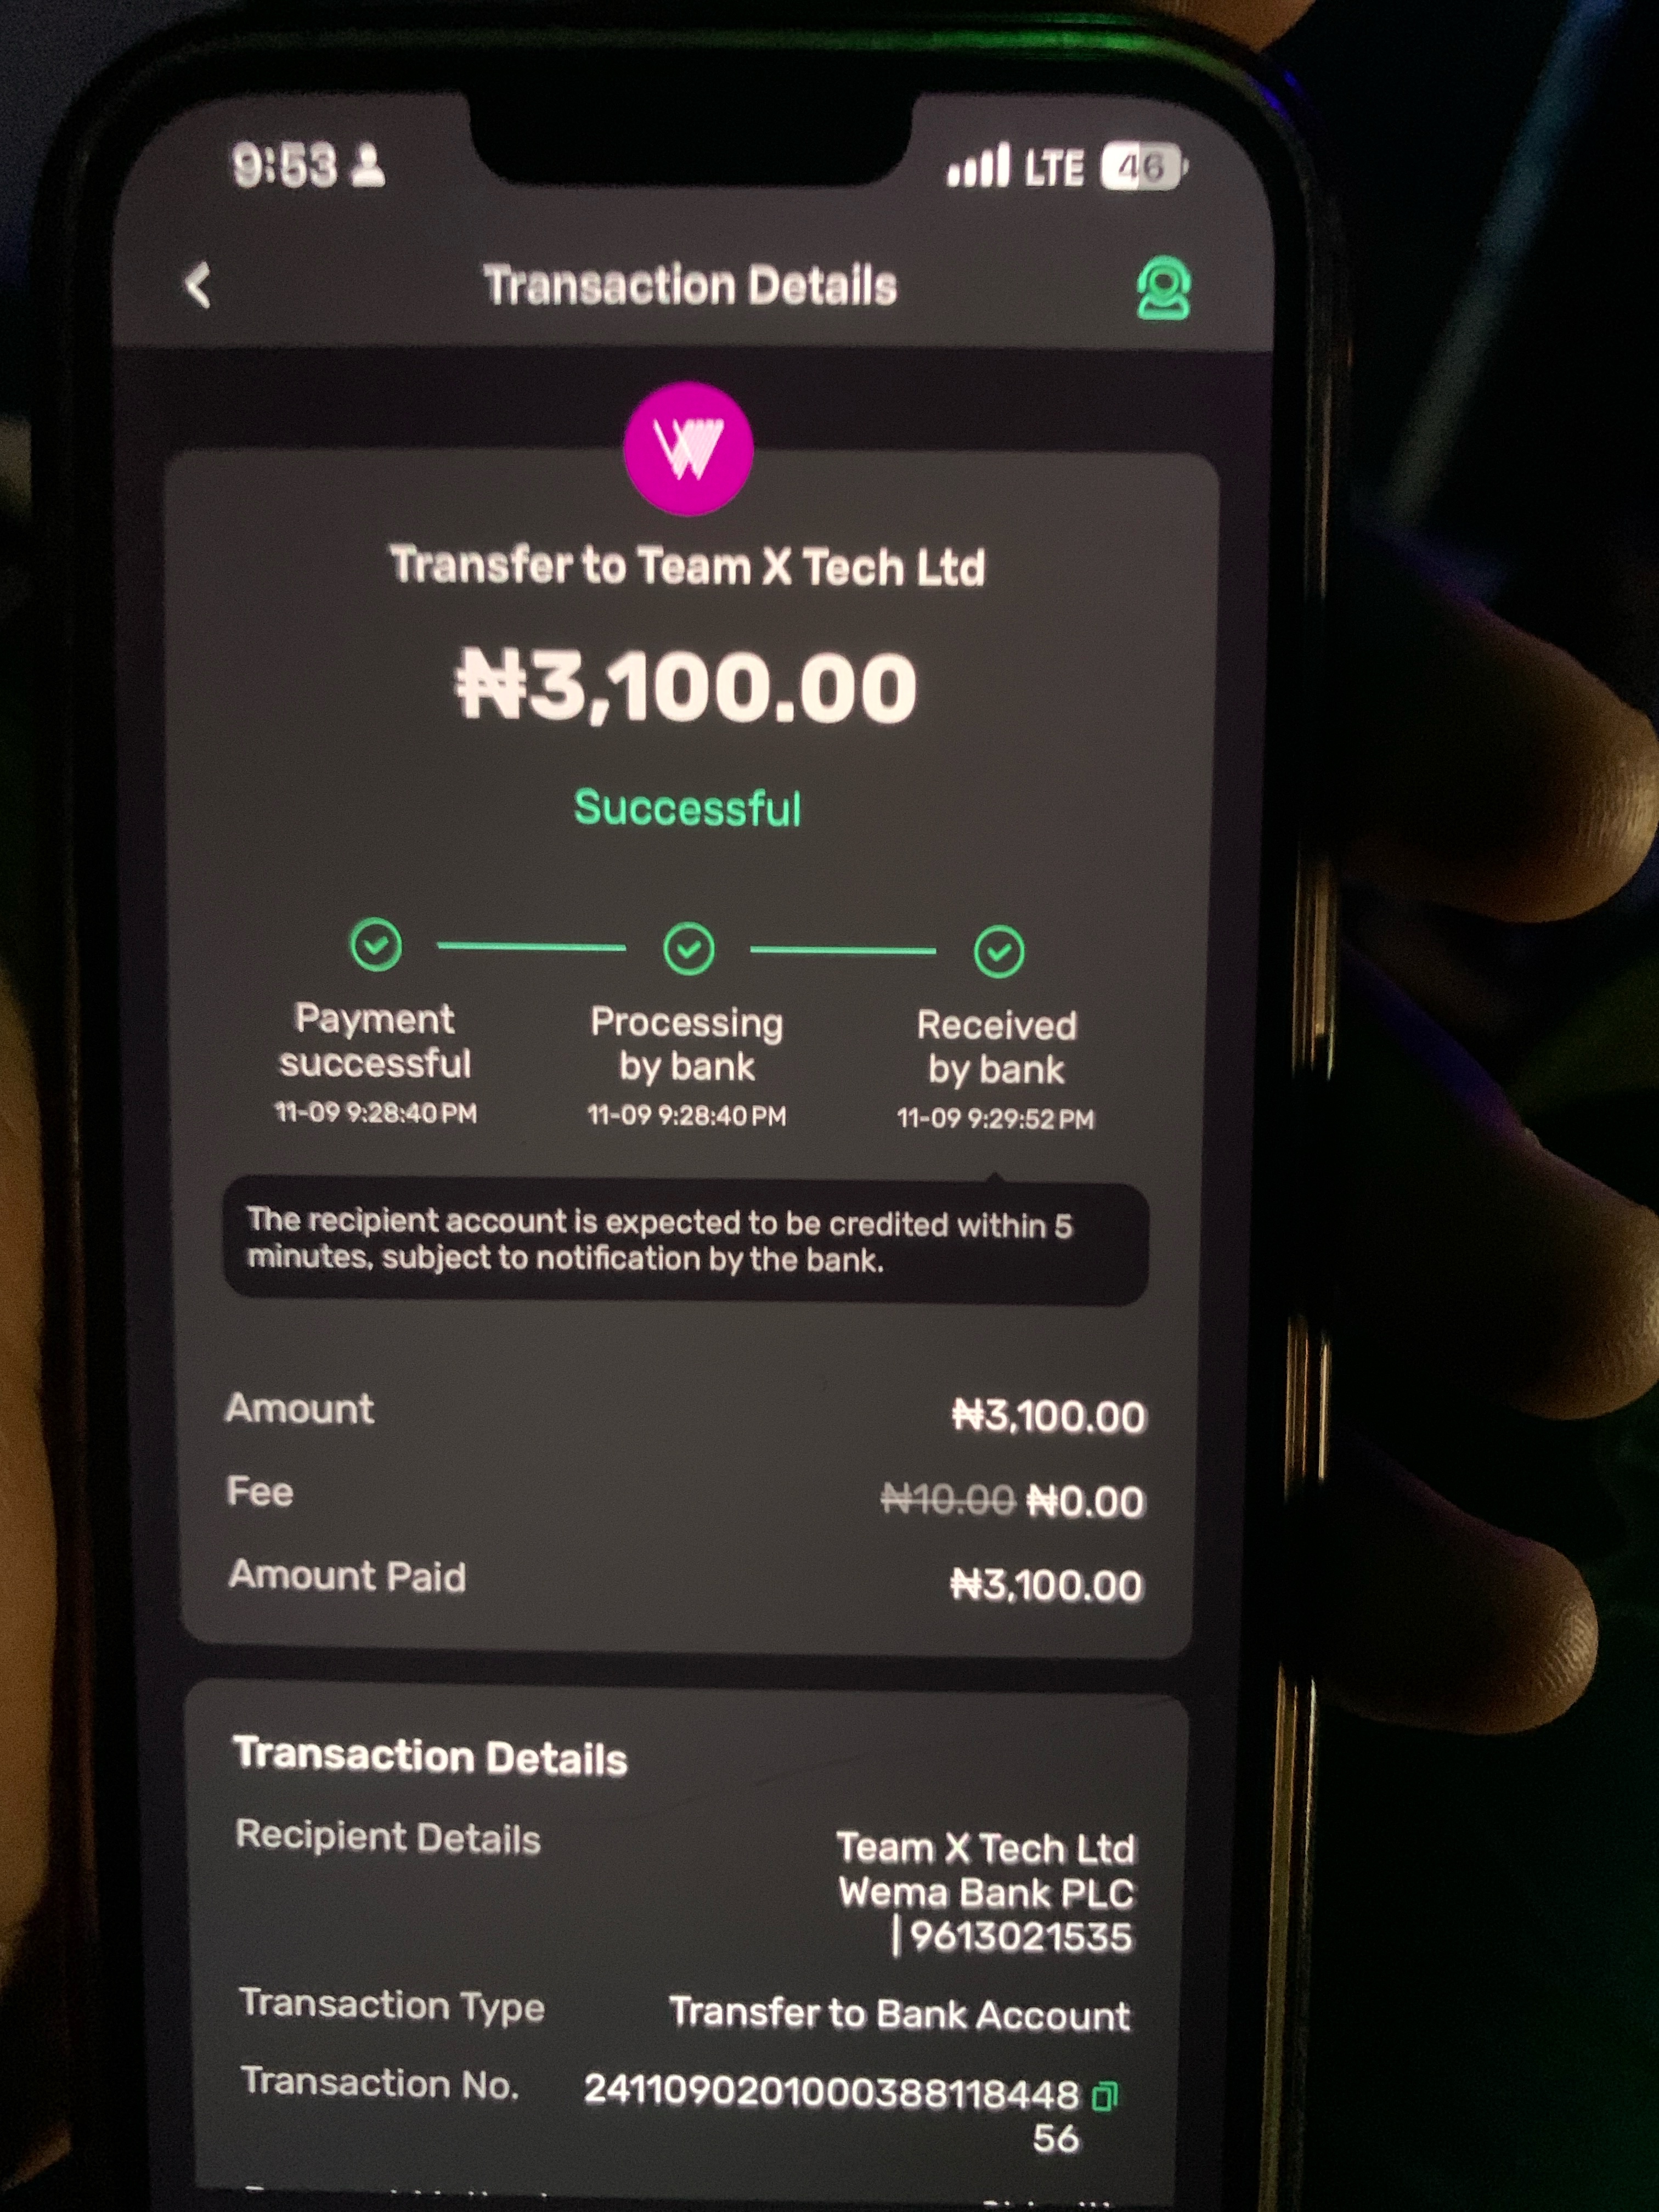 9:53
LTE 46
Transaction Details
W
Transfer to Team X Tech Ltd
₦3,100.00
Successful
Payment successful
11-09 9:28:40 PM
Processing by bank
11-09 9:28:40 PM
Received by bank
11-09 9:29:52 PM
The recipient account is expected to be credited within 5
minutes, subject to notification by the bank.
Amount ₦3,100.00
Fee ₦10.00 ₦0.00
Amount Paid ₦3,100.00
Transaction Details
Recipient Details Team X Tech Ltd
Wema Bank PLC
| 9613021535
Transaction Type Transfer to Bank Account
Transaction No. 24110902010003881184​48
56